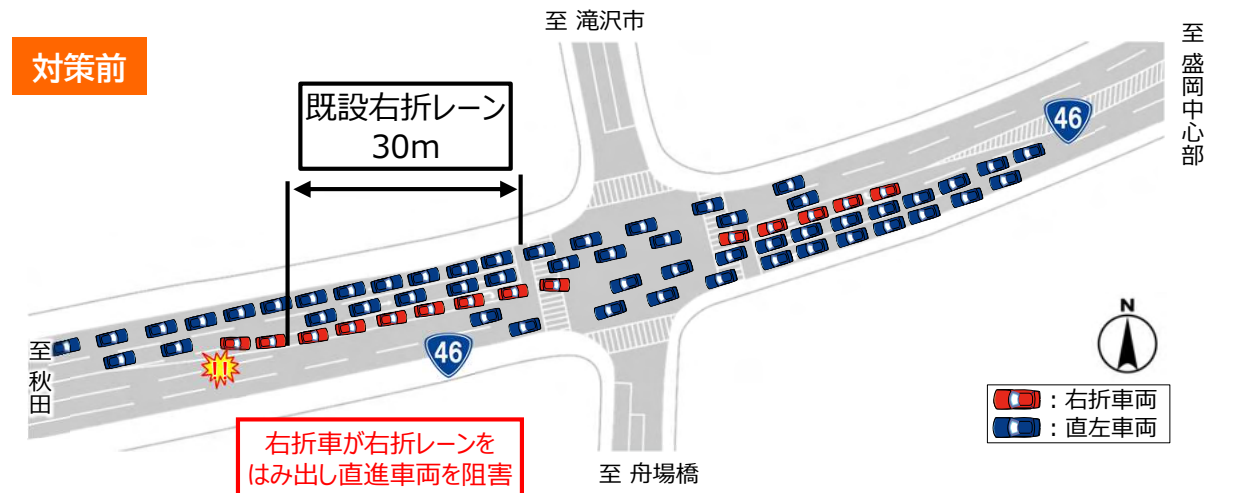 至 滝沢市
対策前
至 盛岡中心部
既設右折レーン
30m
46
46
N
至 秋田
右折車が右折レーンを
はみ出し直進車両を阻害
至 舟場橋
：右折車両
：直左車両